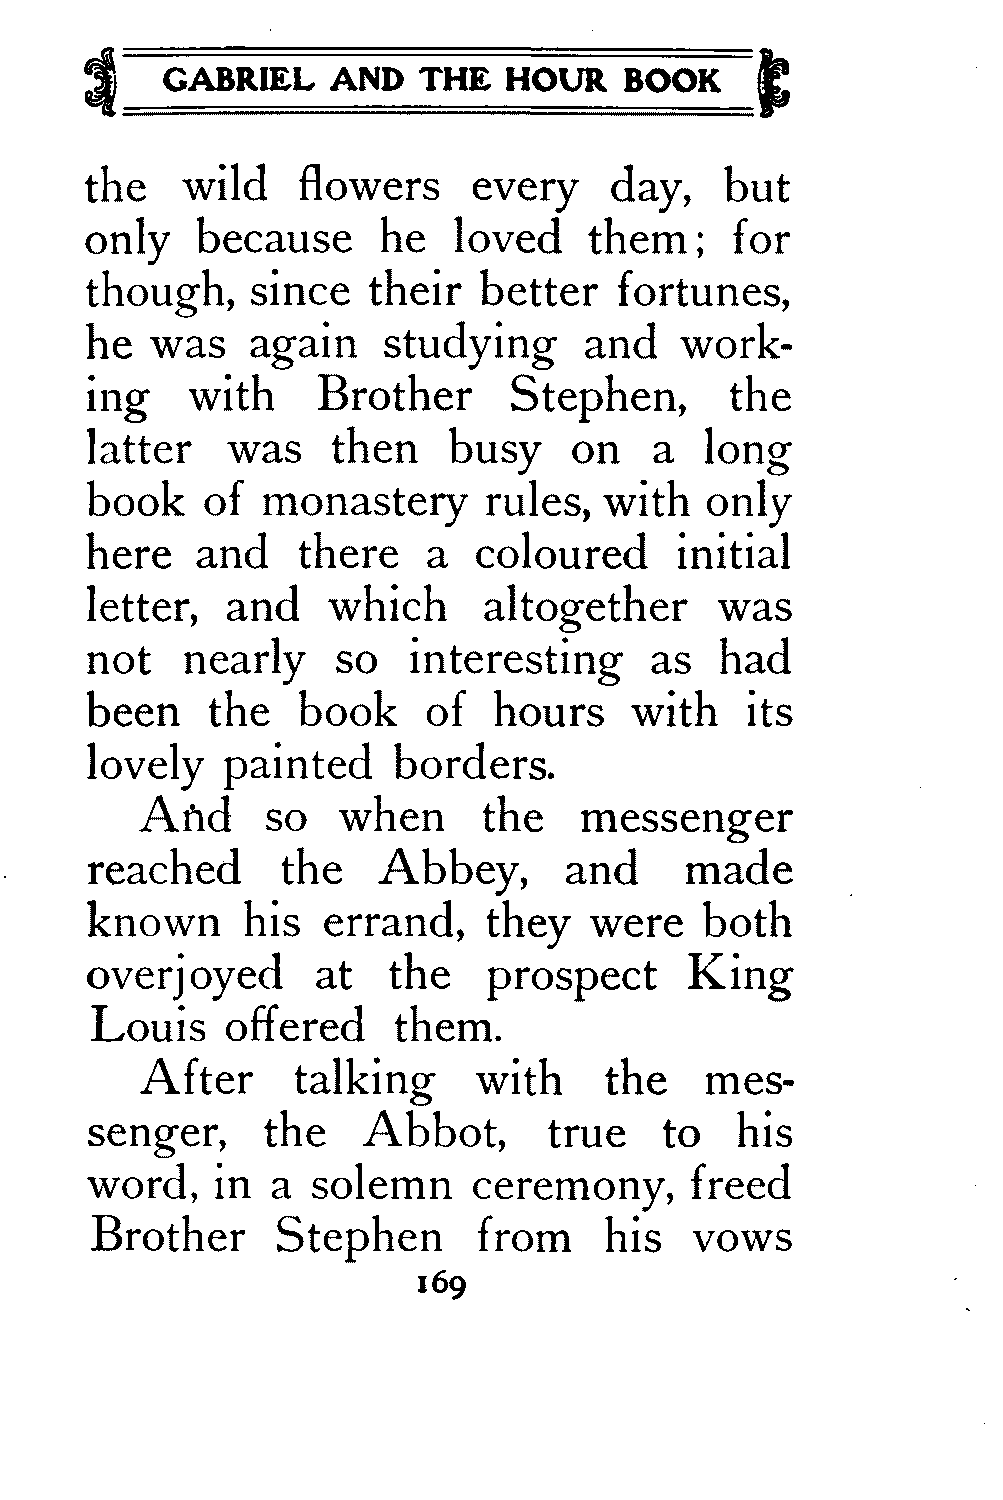 GABRIEL AND THE HOUR BOOK
the wild flowers every day, but
only because he loved them; for
though, since their better fortunes,
he was again studying and work-
ing with Brother Stephen, the
latter was then busy on a long
book of monastery rules, with only
here and there a coloured initial
letter, and which altogether was
not nearly so interesting as had
been the book of hours with its
lovely painted borders.
And so when the messenger
reached the Abbey, and made
known his errand, they were both
overjoyed at the prospect King
Louis offered them.
After talking with the mes-
senger, the Abbot, true to his
word, in a solemn ceremony, freed
Brother Stephen from his vows
169